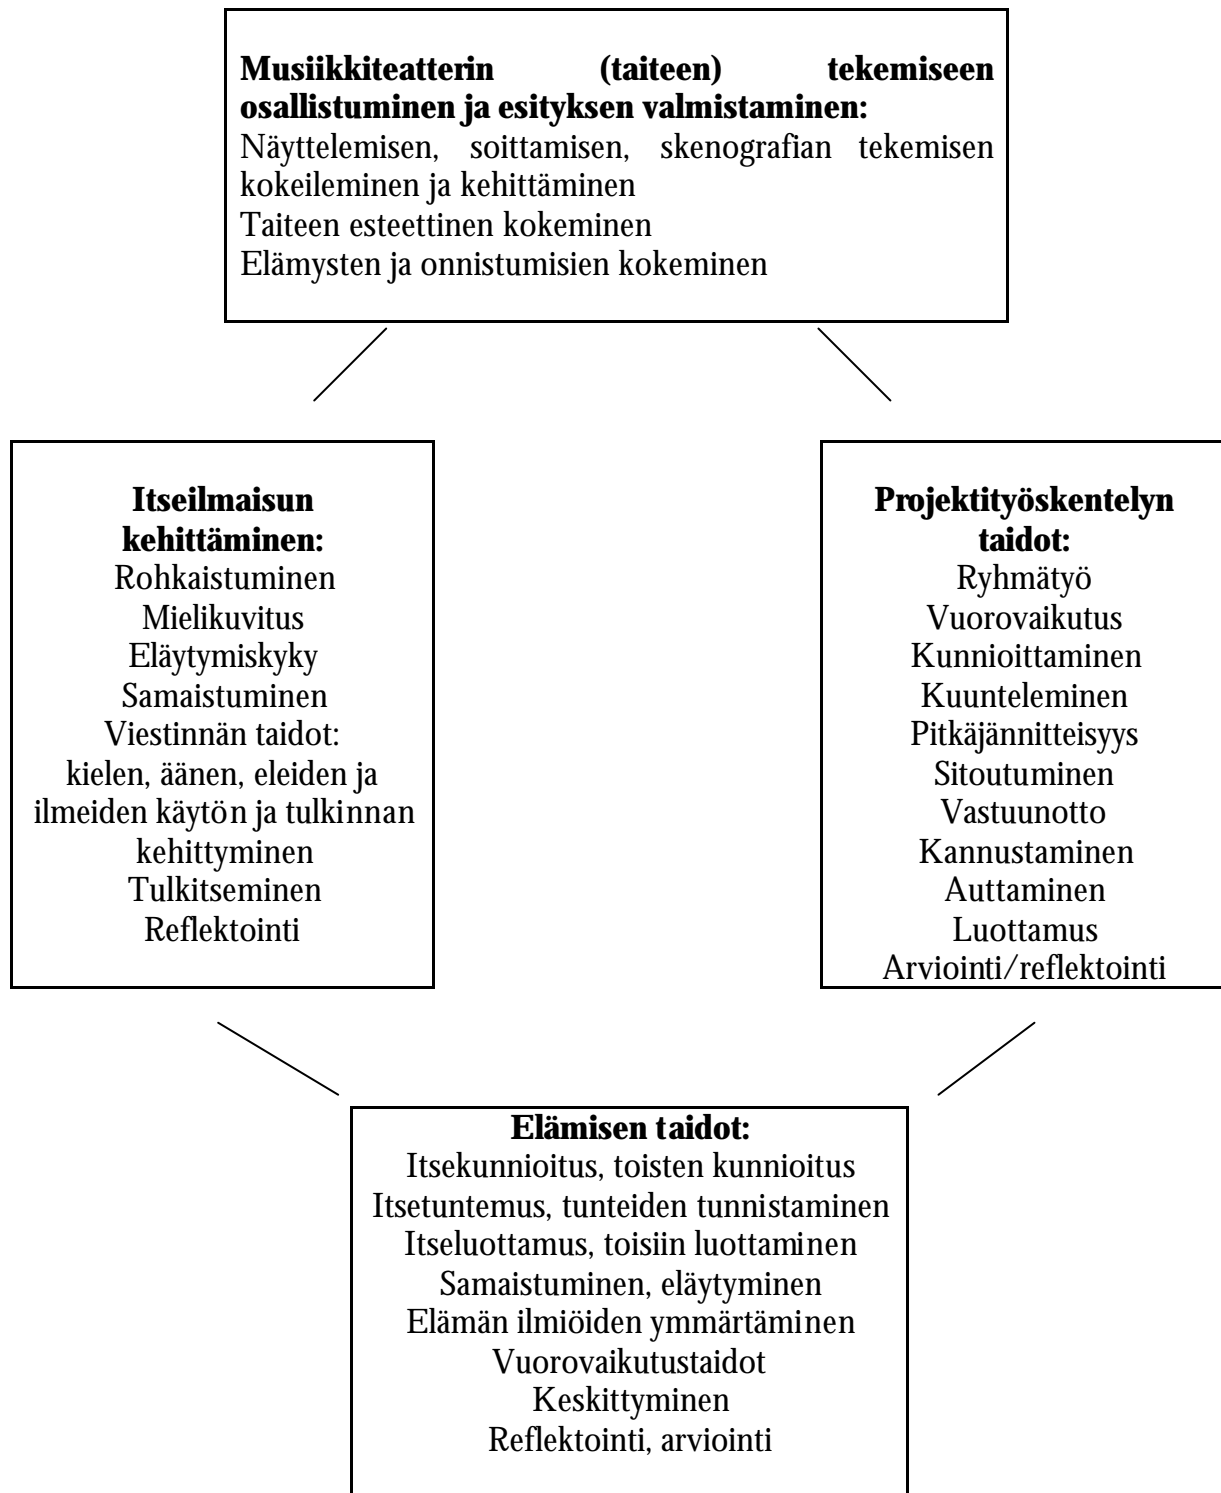 Musiikkiteatterin (taiteen) tekemiseen
osallistuminen ja esityksen valmistaminen:
Näyttelemisen, soittamisen, skenografian tekemisen
kokeileminen ja kehittäminen
Taiteen esteettinen kokeminen
Elämysten ja onnistumisien kokeminen
Itseilmaisun
kehittäminen:
Rohkaistuminen
Mielikuvitus
Eläytymiskyky
Samaistuminen
Viestinnän taidot:
kielen, äänen, eleiden ja
ilmeiden käytön ja tulkinnan
kehittyminen
Tulkitseminen
Reflektointi
Projektityöskentelyn
taidot:
Ryhmätyö
Vuorovaikutus
Kunnioittaminen
Kuunteleminen
Pitkäjännitteisyys
Sitoutuminen
Vastuunotto
Kannustaminen
Auttaminen
Luottamus
Arviointi/reflektointi
Elämisen taidot:
Itsekunnioitus, toisten kunnioitus
Itsetuntemus, tunteiden tunnistaminen
Itseluottamus, toisiin luottaminen
Samaistuminen, eläytyminen
Elämän ilmiöiden ymmärtäminen
Vuorovaikutustaidot
Keskittyminen
Reflektointi, arviointi